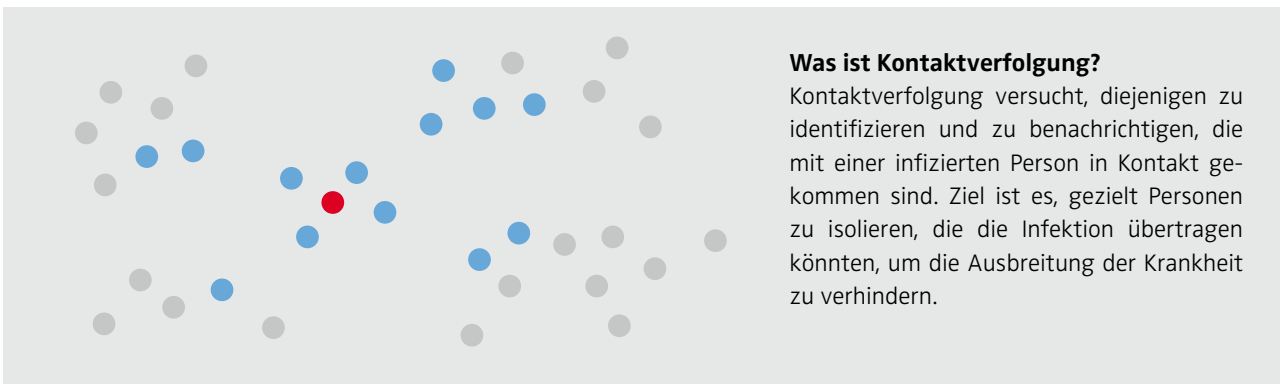 Was ist Kontaktverfolgung?
Kontaktverfolgung versucht, diejenigen zu
identifizieren und zu benachrichtigen, die
mit einer infizierten Person in Kontakt ge-
kommen sind. Ziel ist es, gezielt Personen
zu isolieren, die die Infektion übertragen
könnten, um die Ausbreitung der Krankheit
zu verhindern.